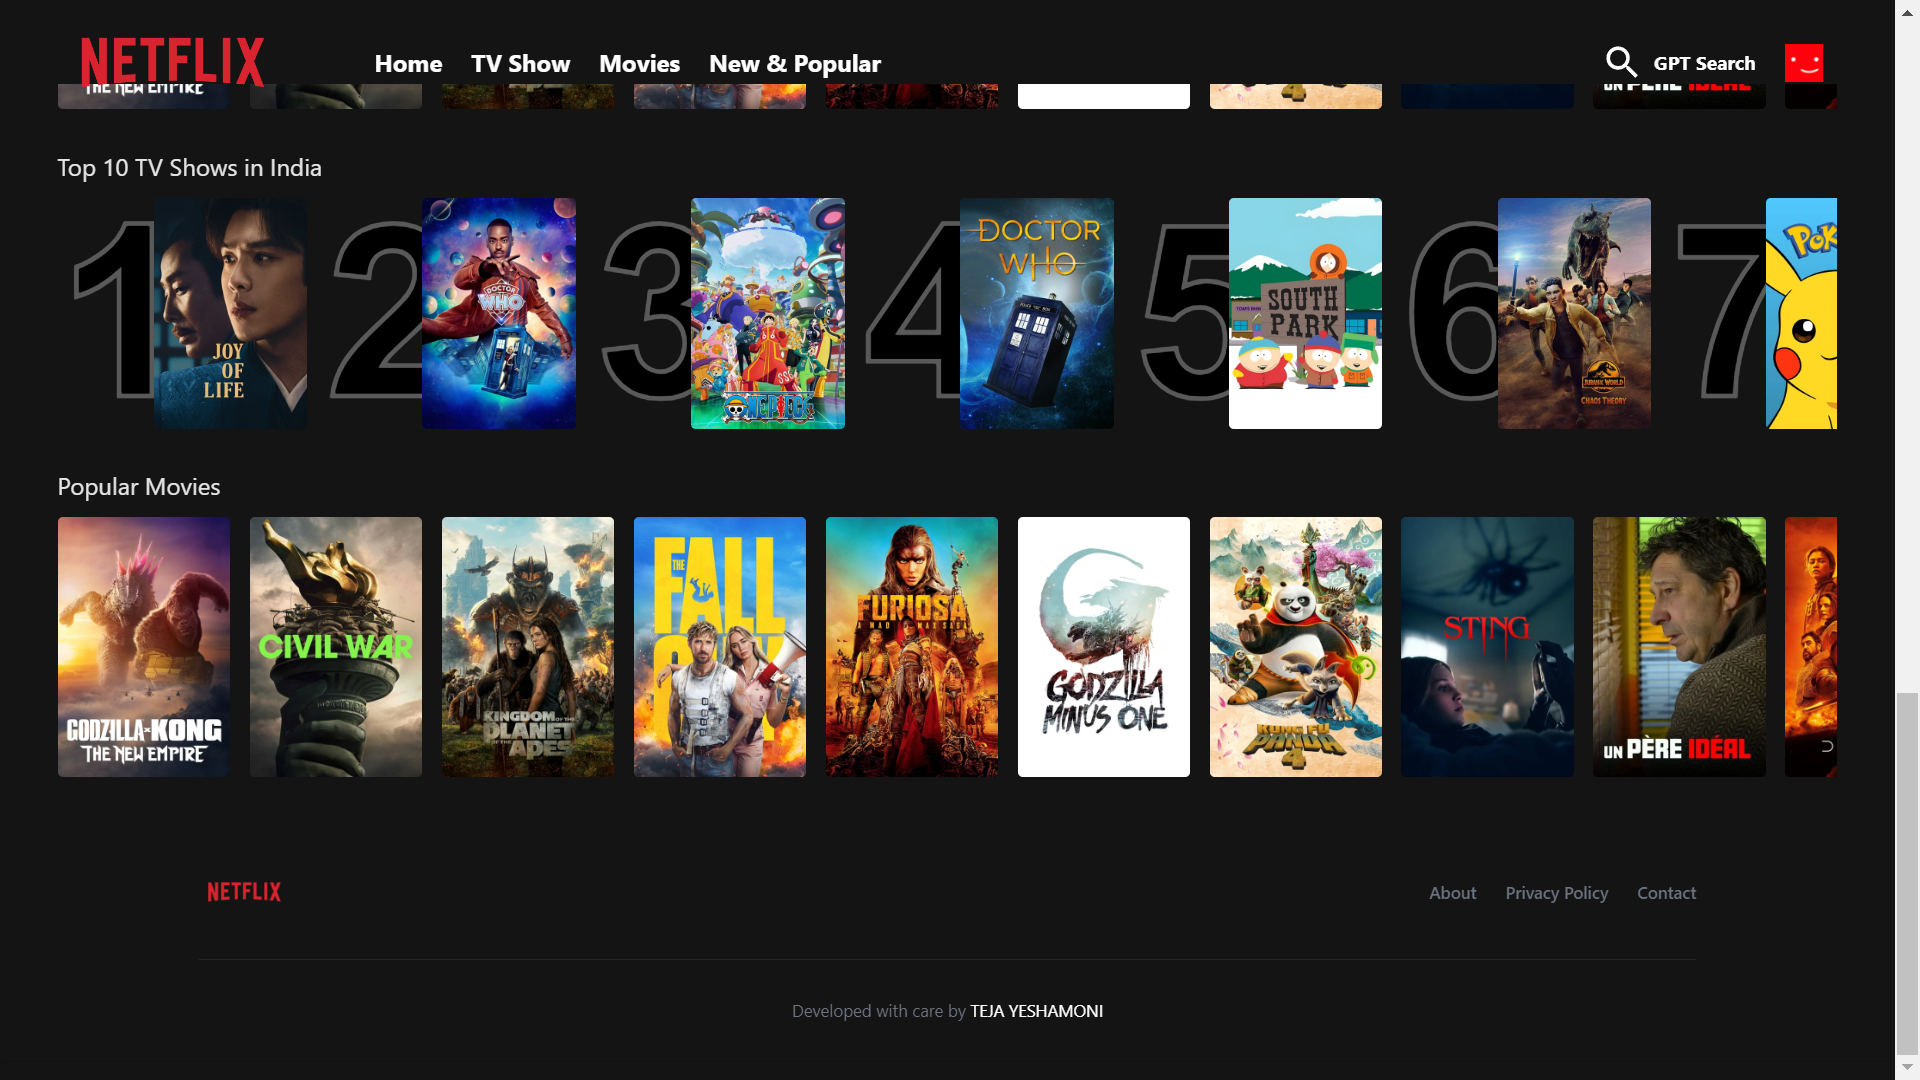 NETFLIX
Home
TV Show
Movies
New & Popular
GPT Search
THE NEW EMPIRE
4
UN PÈRE IDÉAL
Top 10 TV Shows in India
1
JOY
OF
LIFE
2
DOCTOR
WHO
3
SSG
ONE PIECE
4
DOCTOR
WHO
5
SOUTH
PARK
6
JURASSIC WORLD
CHAOS THEORY
7
POK
Popular Movies
GODZILLA x KONG
THE NEW EMPIRE
CIVIL WAR
KINGDOM OF THE
PLANET
OF THE APES
THE
FALL
GUY
FURIOSA
A MAD MAX SAGA
GODZILLA
MINUS ONE
KUNG FU
PANDA
4
STING
UN PÈRE IDÉAL
NETFLIX
About
Privacy Policy
Contact
Developed with care by TEJA YESHAMONI